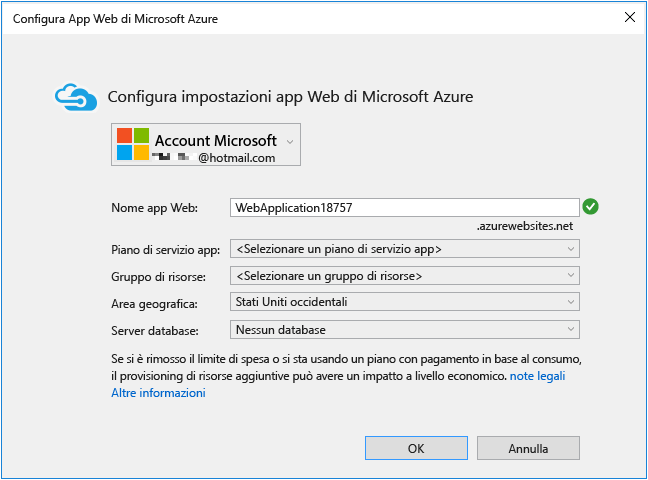 Configura App Web di Microsoft Azure
Configura impostazioni app Web di Microsoft Azure
Account Microsoft
@hotmail.com
Nome app Web: WebApplication18757
.azurewebsites.net
Piano di servizio app: <Selezionare un piano di servizio app>
Gruppo di risorse: <Selezionare un gruppo di risorse>
Area geografica: Stati Uniti occidentali
Server database: Nessun database
Se si è rimosso il limite di spesa o si sta usando un piano con pagamento in base al consumo,
il provisioning di risorse aggiuntive può avere un impatto a livello economico. note legali
Altre informazioni
OK Annulla